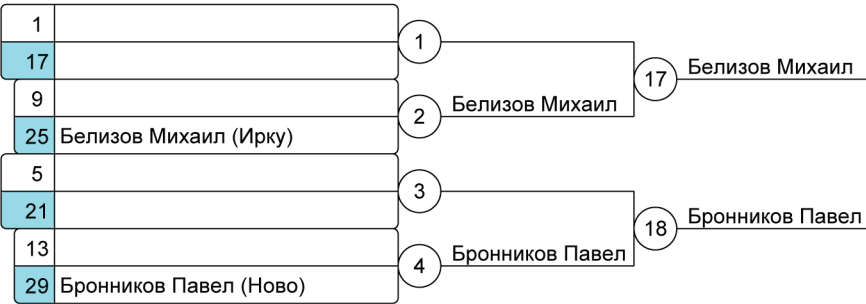 1
17
1
9
25 Белизов Михаил (Ирку)
2 Белизов Михаил
17 Белизов Михаил
5
21
3
13
29 Бронников Павел (Ново)
4 Бронников Павел
18 Бронников Павел